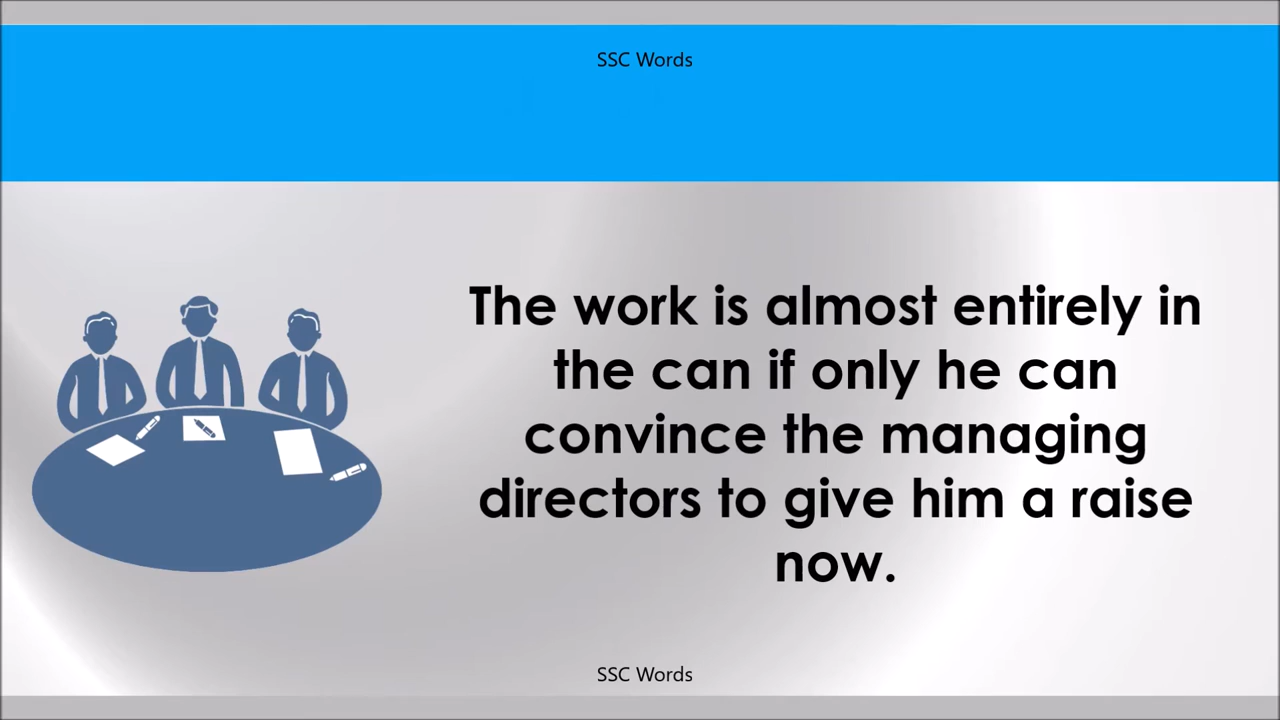 SSC Words
The work is almost entirely in
the can if only he can
convince the managing
directors to give him a raise
now.
SSC Words